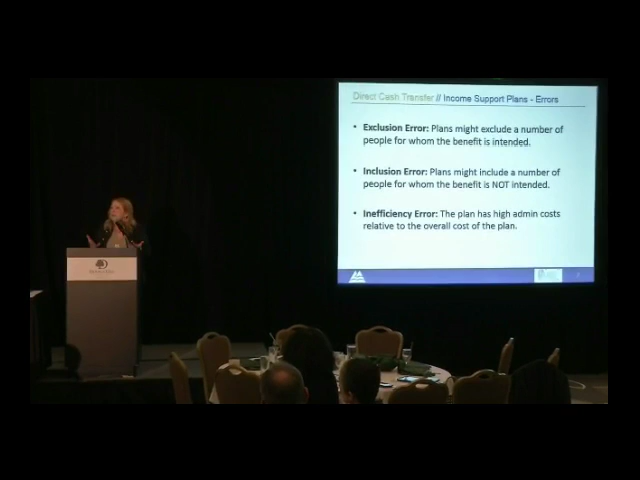 Direct Cash Transfer // Income Support Plans - Errors
• Exclusion Error: Plans might exclude a number of
people for whom the benefit is intended.
• Inclusion Error: Plans might include a number of
people for whom the benefit is NOT intended.
• Inefficiency Error: The plan has high admin costs
relative to the overall cost of the plan.